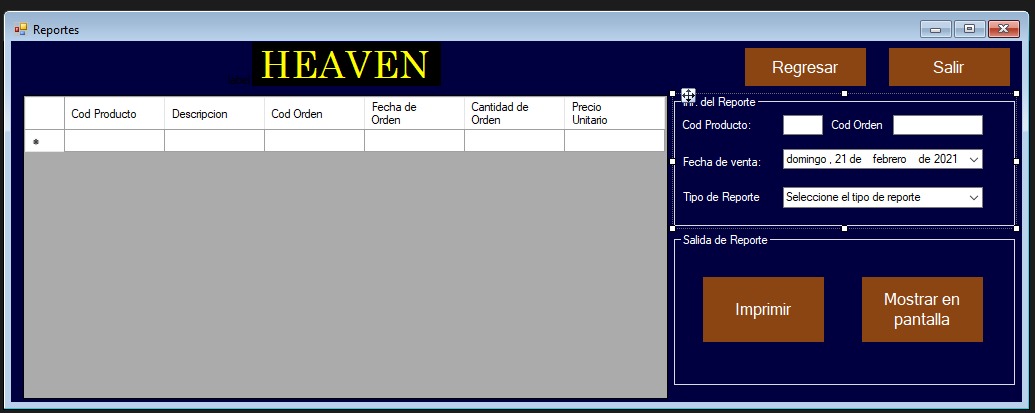 Reportes
HEAVEN
Regresar
Salir
Cod Producto
Descripcion
Cod Orden
Fecha de
Orden
Cantidad de
Orden
Precio
Unitario
*
del Reporte
Cod Producto:
Cod Orden
Fecha de venta:
domingo , 21 de febrero de 2021
Tipo de Reporte
Seleccione el tipo de reporte
Salida de Reporte
Imprimir
Mostrar en
pantalla